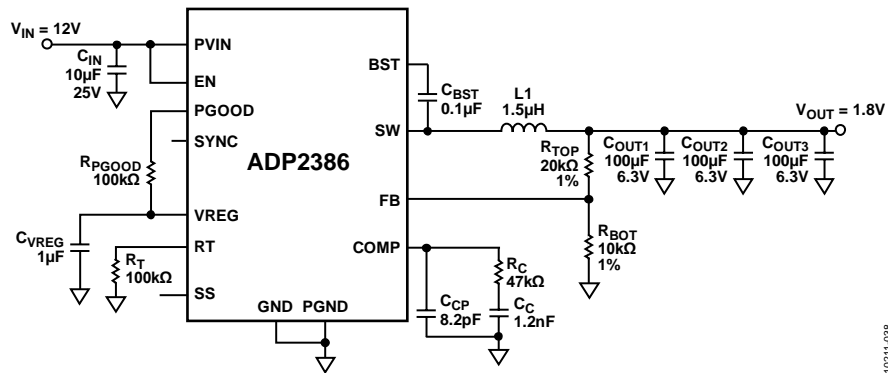 V_IN = 12V
C_IN
10µF
25V
PVIN
EN
PGOOD
SYNC
R_PGOOD
100kΩ
VREG
C_VREG
1µF
RT
R_T
100kΩ
SS
GND PGND
ADP2386
BST
C_BST
0.1µF
SW
L1
1.5µH
V_OUT = 1.8V
R_TOP
20kΩ
1%
C_OUT1
100µF
6.3V
C_OUT2
100µF
6.3V
C_OUT3
100µF
6.3V
FB
R_BOT
10kΩ
1%
COMP
R_C
47kΩ
C_CP
8.2pF
C_C
1.2nF
10211-038